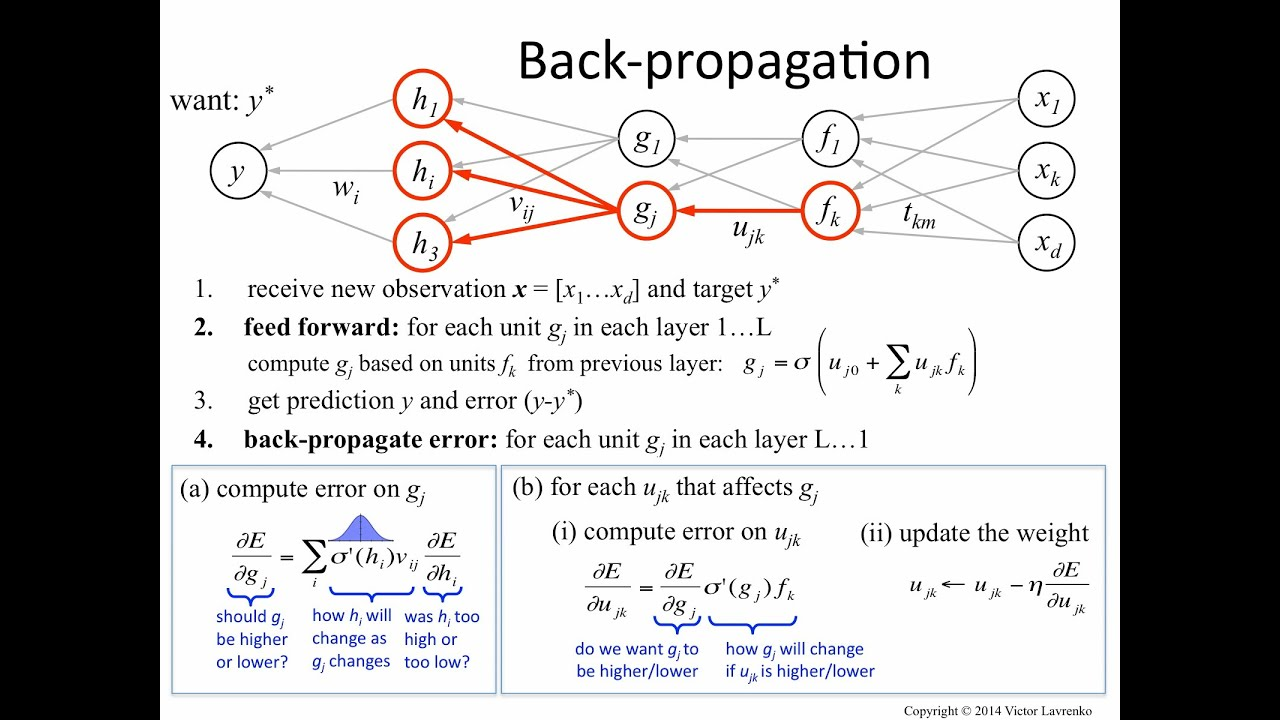 Back-propagation
want: y*
h₁
x₁
g₁
f₁
y
hᵢ
xₖ
wᵢ
vᵢⱼ
gⱼ
fₖ
uⱼₖ
tₖₘ
h₃
x_d
1. receive new observation x = [x₁…x_d] and target y*
2. feed forward: for each unit gⱼ in each layer 1…L
compute gⱼ based on units fₖ from previous layer: gⱼ = σ(uⱼ₀ + ∑ₖ uⱼₖ fₖ)
3. get prediction y and error (y-y*)
4. back-propagate error: for each unit gⱼ in each layer L…1
(a) compute error on gⱼ
∂E/∂gⱼ = ∑ᵢ σ'(hᵢ)vᵢⱼ ∂E/∂hᵢ
should gⱼ
be higher
or lower?
how hᵢ will
change as
gⱼ changes
was hᵢ too
high or
too low?
(b) for each uⱼₖ that affects gⱼ
(i) compute error on uⱼₖ
∂E/∂uⱼₖ = ∂E/∂gⱼ σ'(gⱼ) fₖ
do we want gⱼ to
be higher/lower
how gⱼ will change
if uⱼₖ is higher/lower
(ii) update the weight
uⱼₖ ← uⱼₖ − η ∂E/∂uⱼₖ
Copyright © 2014 Victor Lavrenko